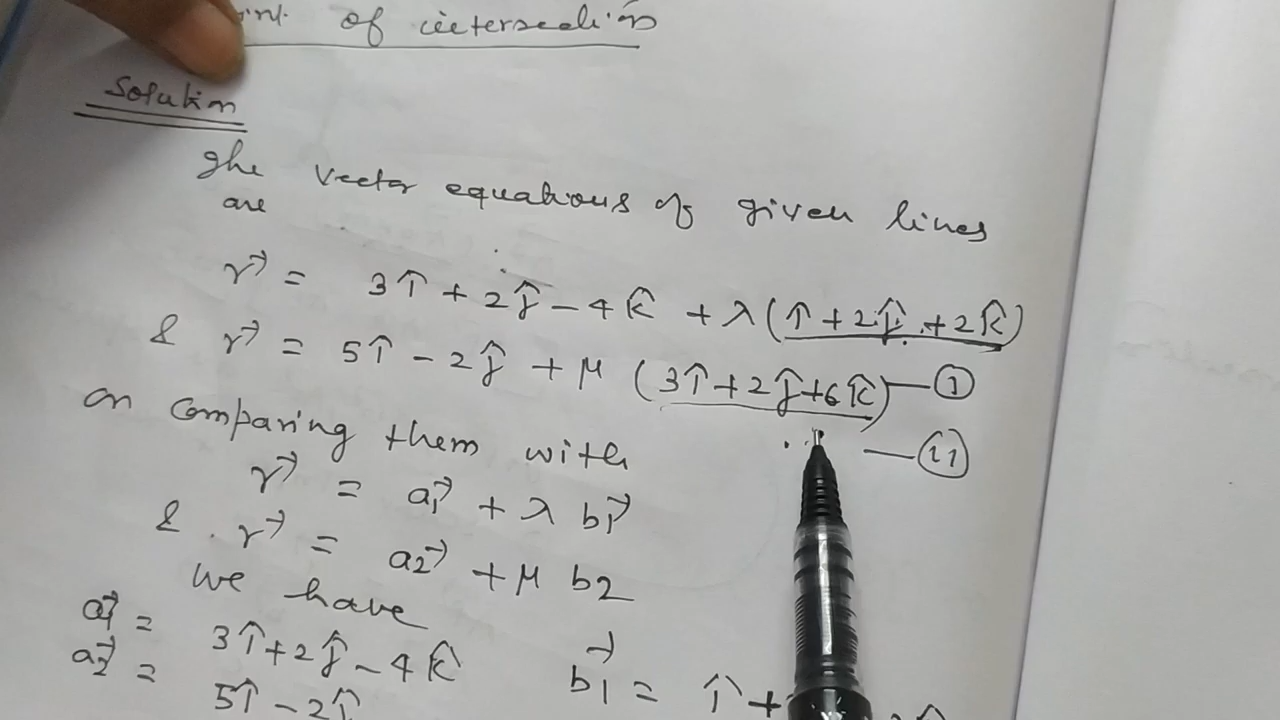 of intersection
Solution
The vector equations of given lines
are
r⃗ = 3î + 2ĵ - 4k̂ + λ(î + 2ĵ + 2k̂)
& r⃗ = 5î - 2ĵ + μ (3î + 2ĵ + 6k̂) — ①
— (ii)
on comparing them with
r⃗ = a₁⃗ + λ b₁⃗
& r⃗ = a₂⃗ + μ b2
we have
a₁⃗ = 3î + 2ĵ - 4k̂
b₁⃗ = î +
a₂⃗ = 5î - 2ĵ